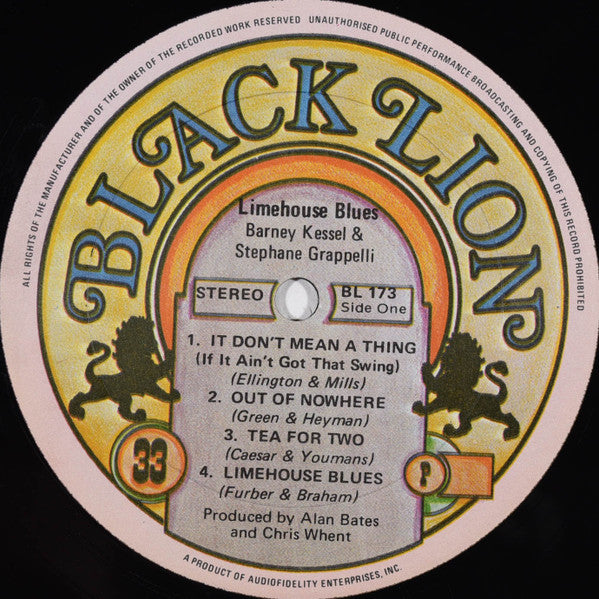 ALL RIGHTS OF THE MANUFACTURER AND OF THE OWNER OF THE RECORDED WORK RESERVED UNAUTHORISED PUBLIC PERFORMANCE BROADCASTING AND COPYING OF THIS RECORD PROHIBITED
BLACK LION
Limehouse Blues
Barney Kessel &
Stephane Grappelli
STEREO
BL 173
Side One
1. IT DON'T MEAN A THING
(If It Ain't Got That Swing)
(Ellington & Mills)
2. OUT OF NOWHERE
(Green & Heyman)
3. TEA FOR TWO
(Caesar & Youmans)
4. LIMEHOUSE BLUES
(Furber & Braham)
33
P
Produced by Alan Bates
and Chris Whent
A PRODUCT OF AUDIOFIDELITY ENTERPRISES, INC.